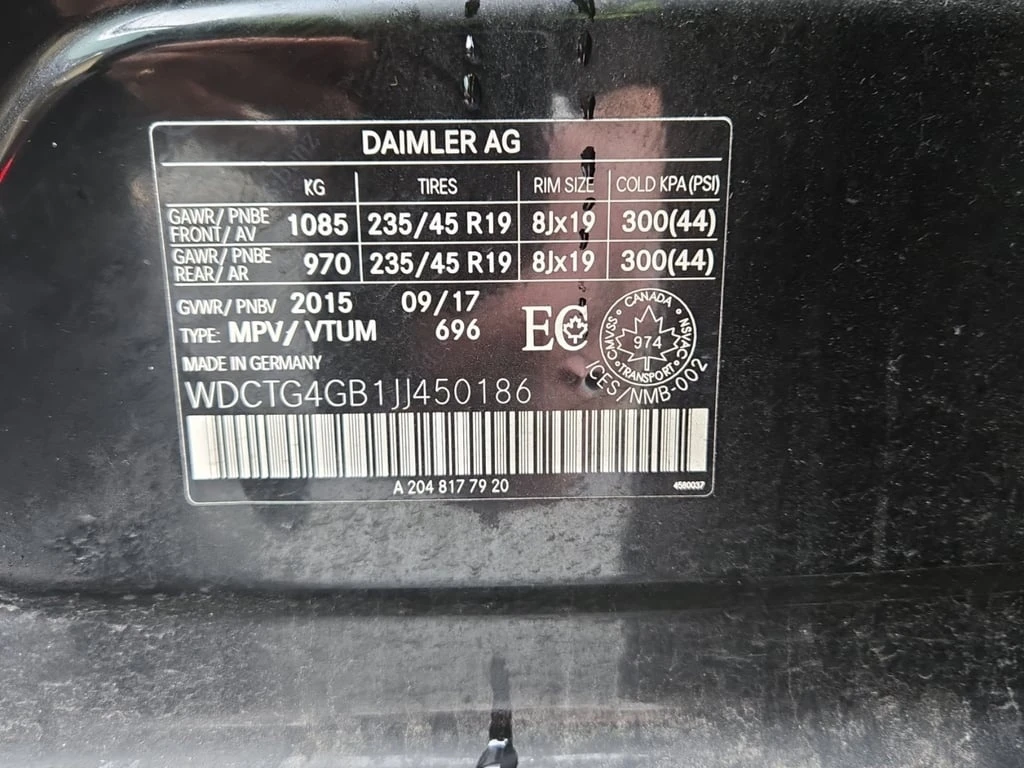 DAIMLER AG
KG TIRES RIM SIZE COLD KPA (PSI)
GAWR/ PNBE
FRONT/ AV 1085 235/45 R19 8Jx19 300(44)
GAWR/ PNBE
REAR/ AR 970 235/45 R19 8Jx19 300(44)
GVWR/ PNBV 2015 09/17
TYPE: MPV/ VTUM 696
EC
CANADA
CMVSS 974 NSVAC
TRANSPORT
ICES/NMB-002
MADE IN GERMANY
WDCTG4GB1JJ450186
A 204 817 79 20
4580037